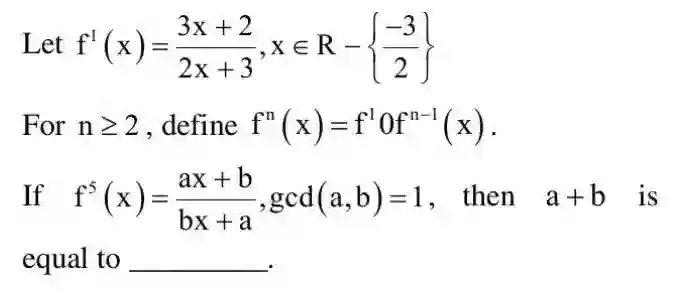 Let f¹(x) = (3x + 2)/(2x + 3), x ∈ R − {−3/2}
For n ≥ 2, define fⁿ(x) = f¹0fⁿ⁻¹(x).
If f⁵(x) = (ax + b)/(bx + a), gcd(a, b) = 1, then a + b is
equal to __________.